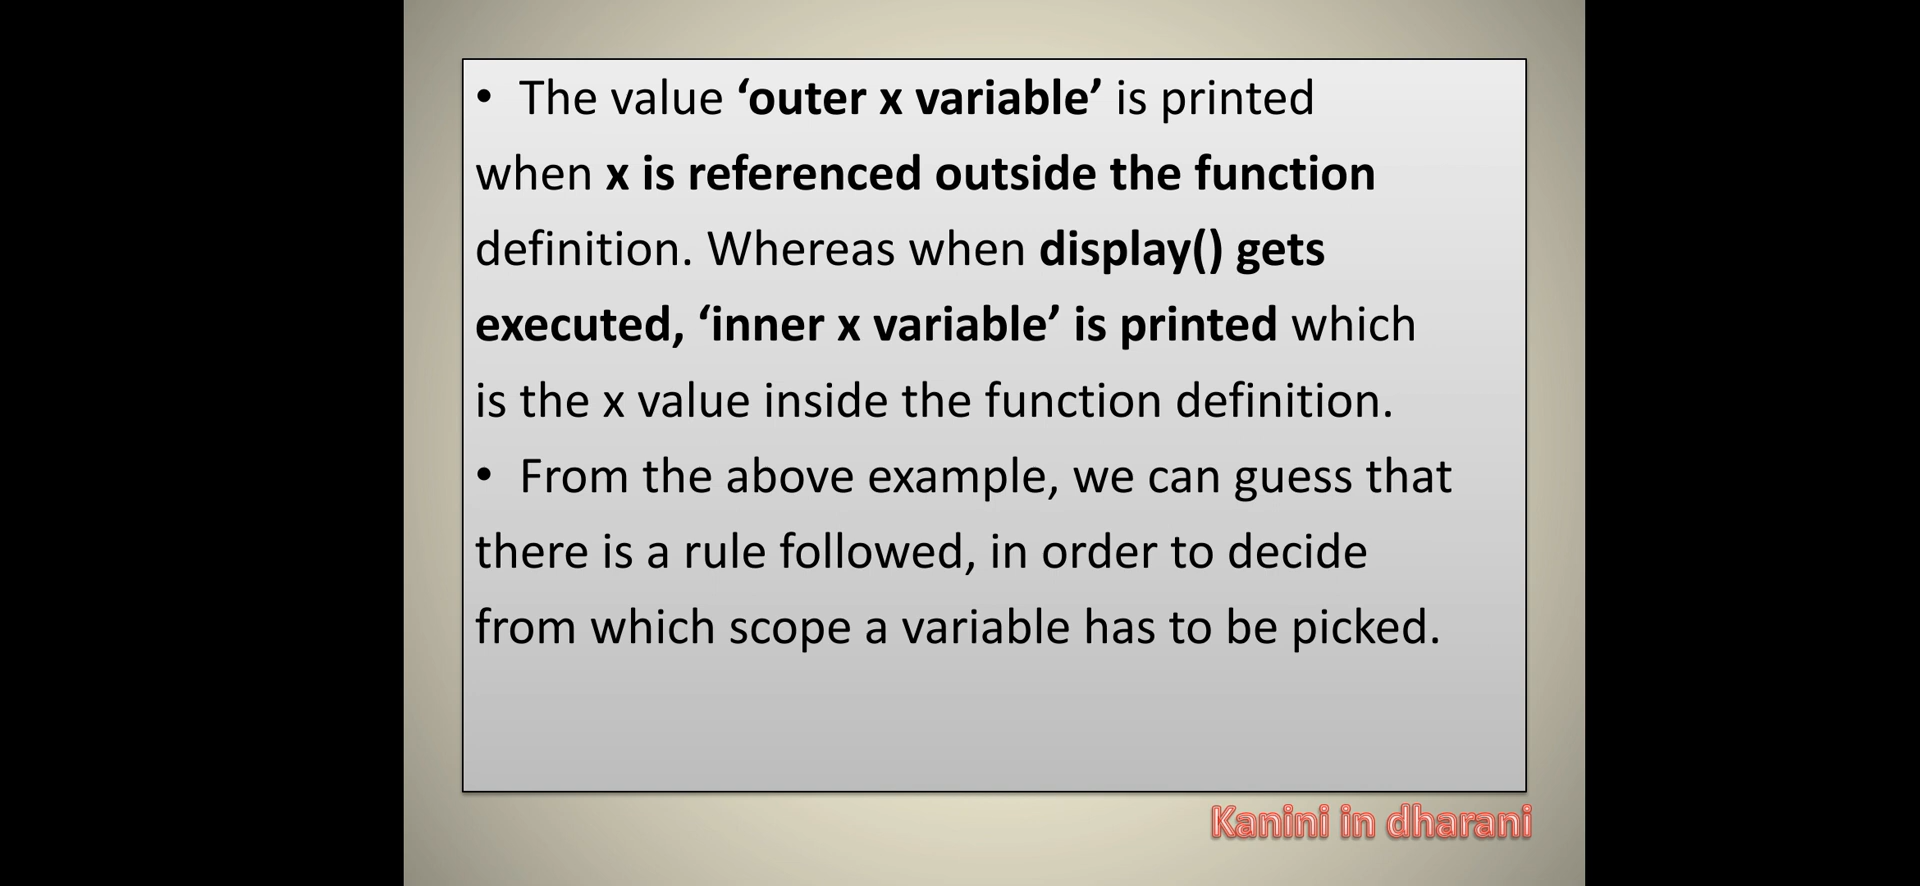 • The value ‘outer x variable’ is printed
when x is referenced outside the function
definition. Whereas when display() gets
executed, ‘inner x variable’ is printed which
is the x value inside the function definition.
• From the above example, we can guess that
there is a rule followed, in order to decide
from which scope a variable has to be picked.
Kanini in dharani